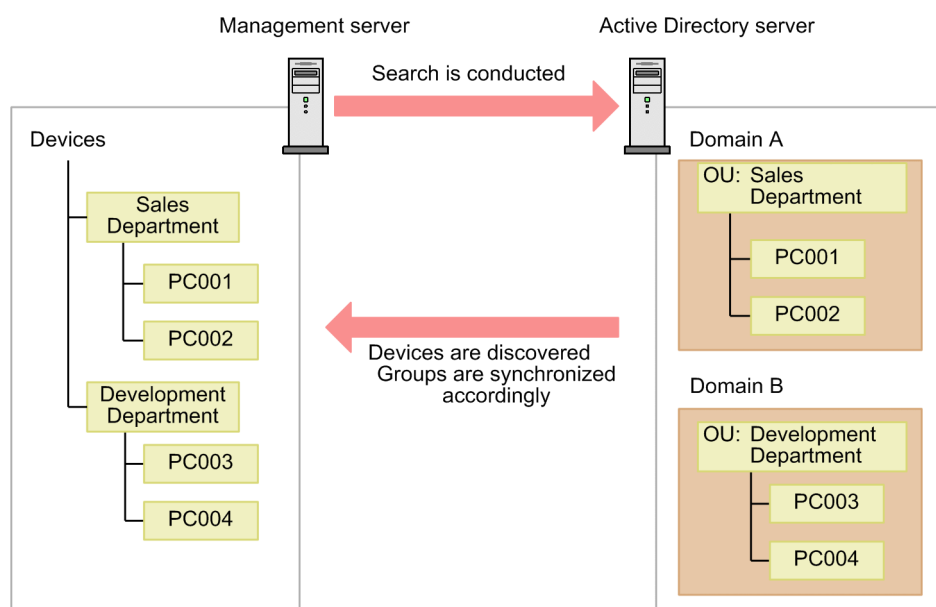 Management server
Active Directory server
Search is conducted
Devices
Sales
Department
PC001
PC002
Development
Department
PC003
PC004
Devices are discovered
Groups are synchronized
accordingly
Domain A
OU: Sales
Department
PC001
PC002
Domain B
OU: Development
Department
PC003
PC004